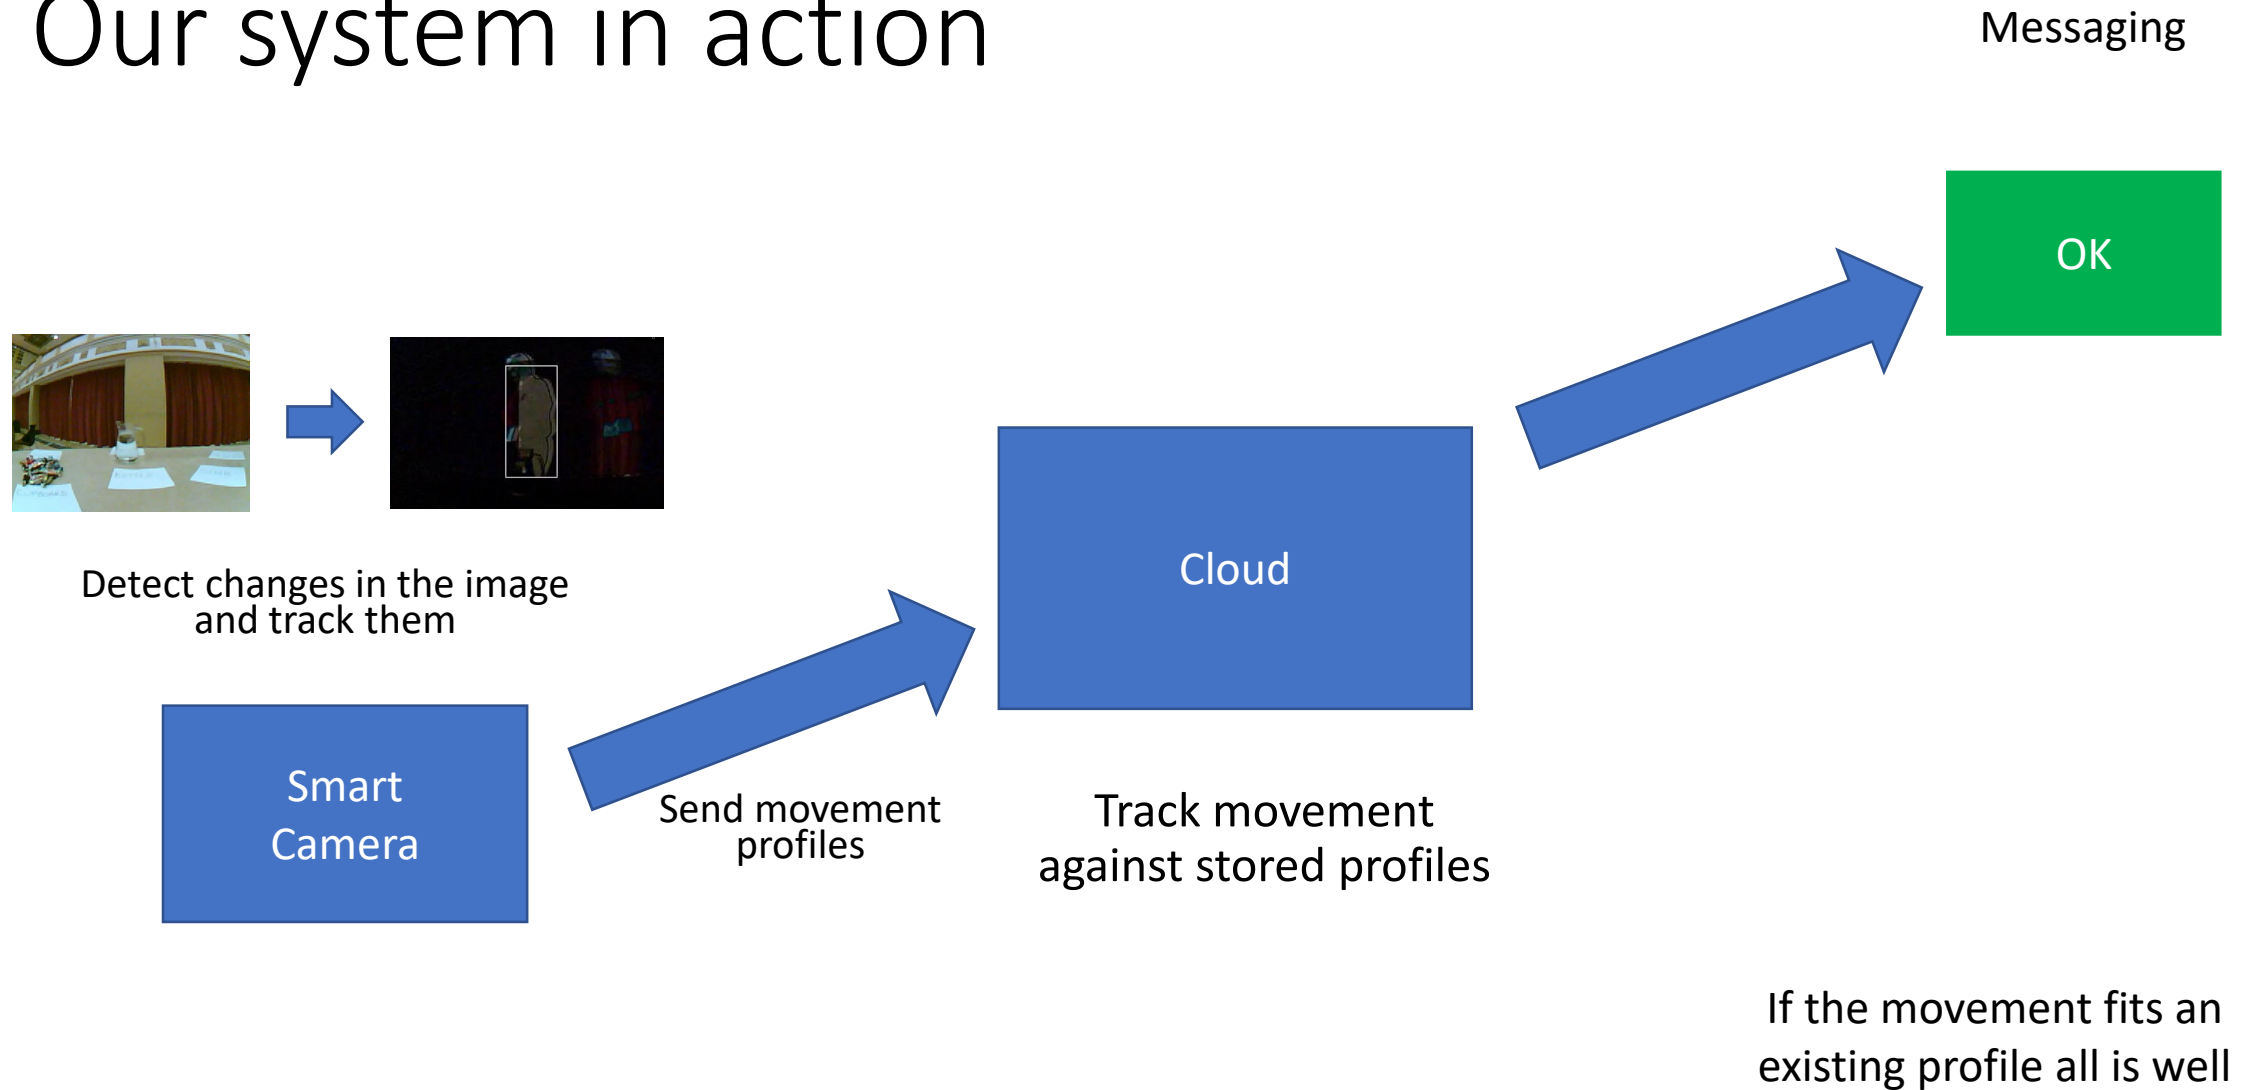 Our system in action
Messaging
OK
CUPBOARD
Detect changes in the image
and track them
Cloud
Smart
Camera
Send movement
profiles
Track movement
against stored profiles
If the movement fits an
existing profile all is well